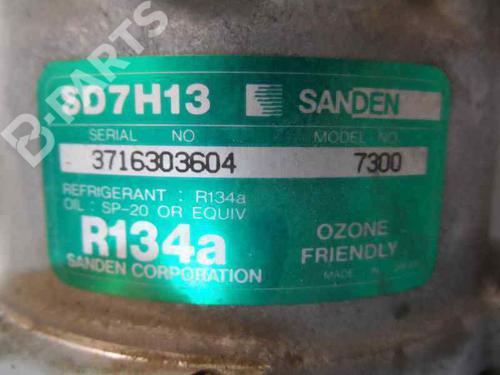 SD7H13 SANDEN
SERIAL NO MODEL NO
3716303604 7300
REFRIGERANT : R134a
OIL : SP-20 OR EQUIV
R134a OZONE
FRIENDLY
SANDEN CORPORATION MADE IN
B-PARTS